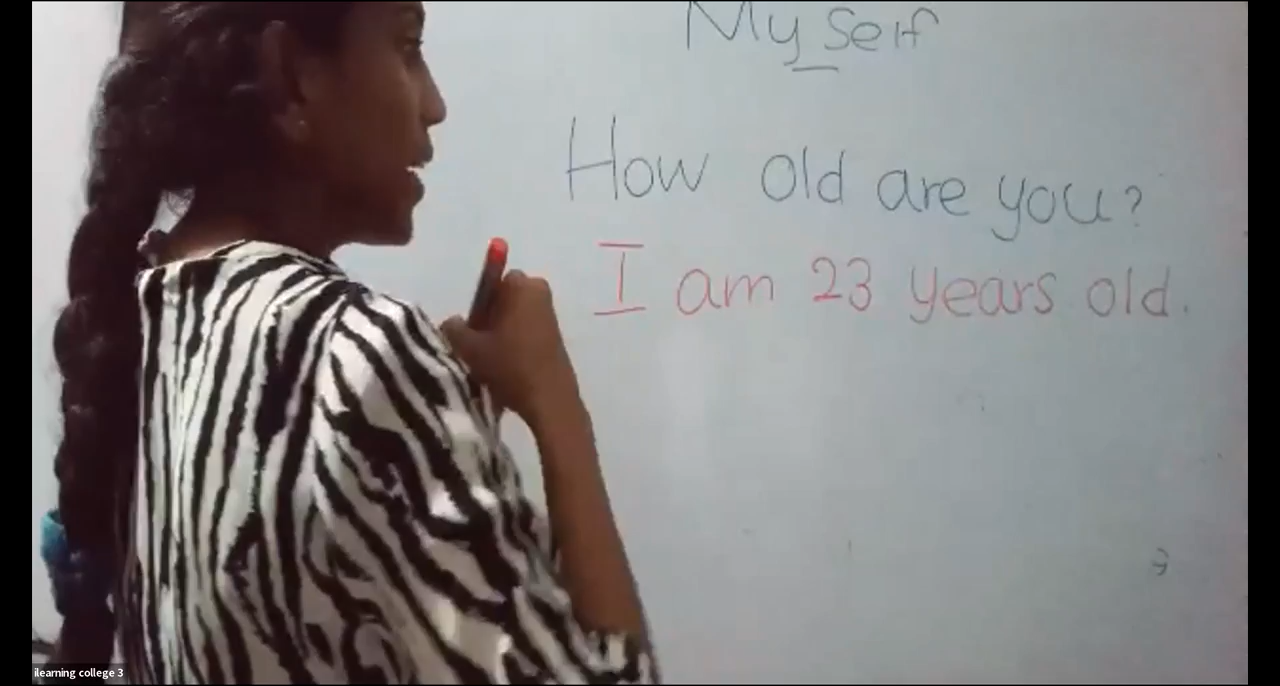 My Self
How old are you?
I am 23 years old.
ilearning college 3